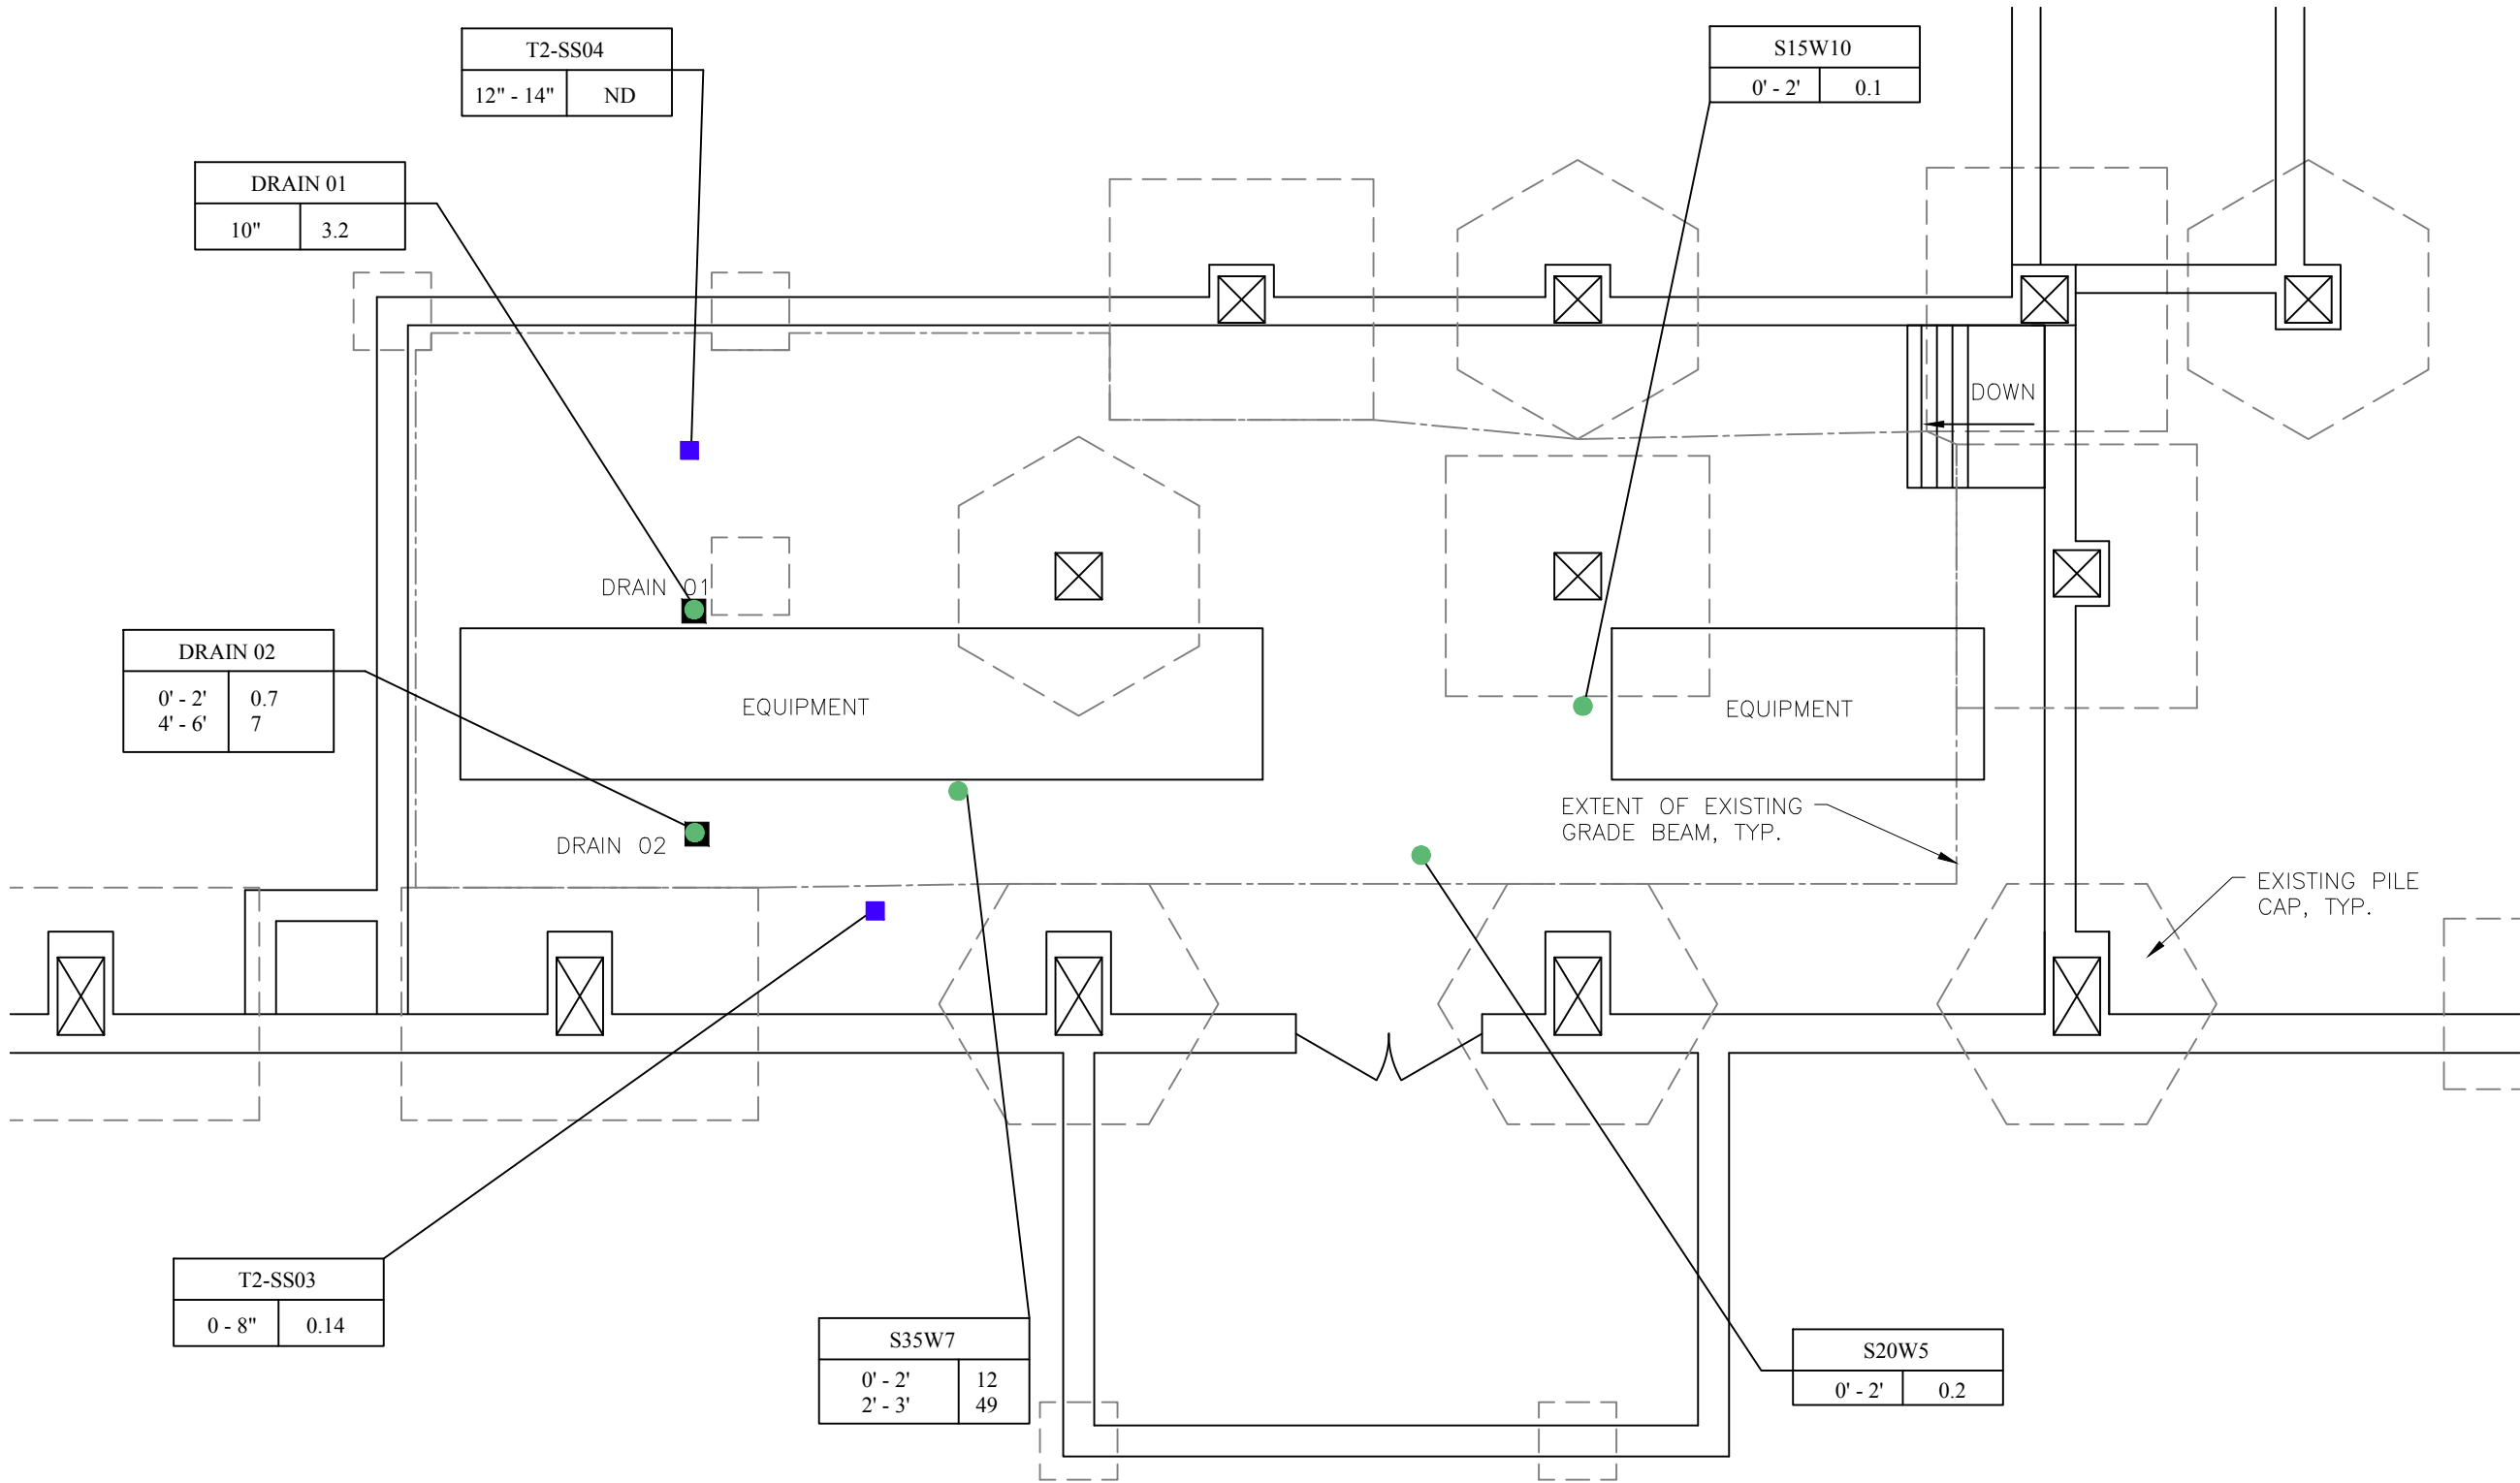 T2-SS04
12" - 14" ND
S15W10
0' - 2' 0.1
DRAIN 01
10" 3.2
DOWN
DRAIN 01
DRAIN 02
0' - 2' 0.7
4' - 6' 7
EQUIPMENT
EQUIPMENT
EXTENT OF EXISTING
GRADE BEAM, TYP.
DRAIN 02
EXISTING PILE
CAP, TYP.
T2-SS03
0 - 8" 0.14
S35W7
0' - 2' 12
2' - 3' 49
S20W5
0' - 2' 0.2